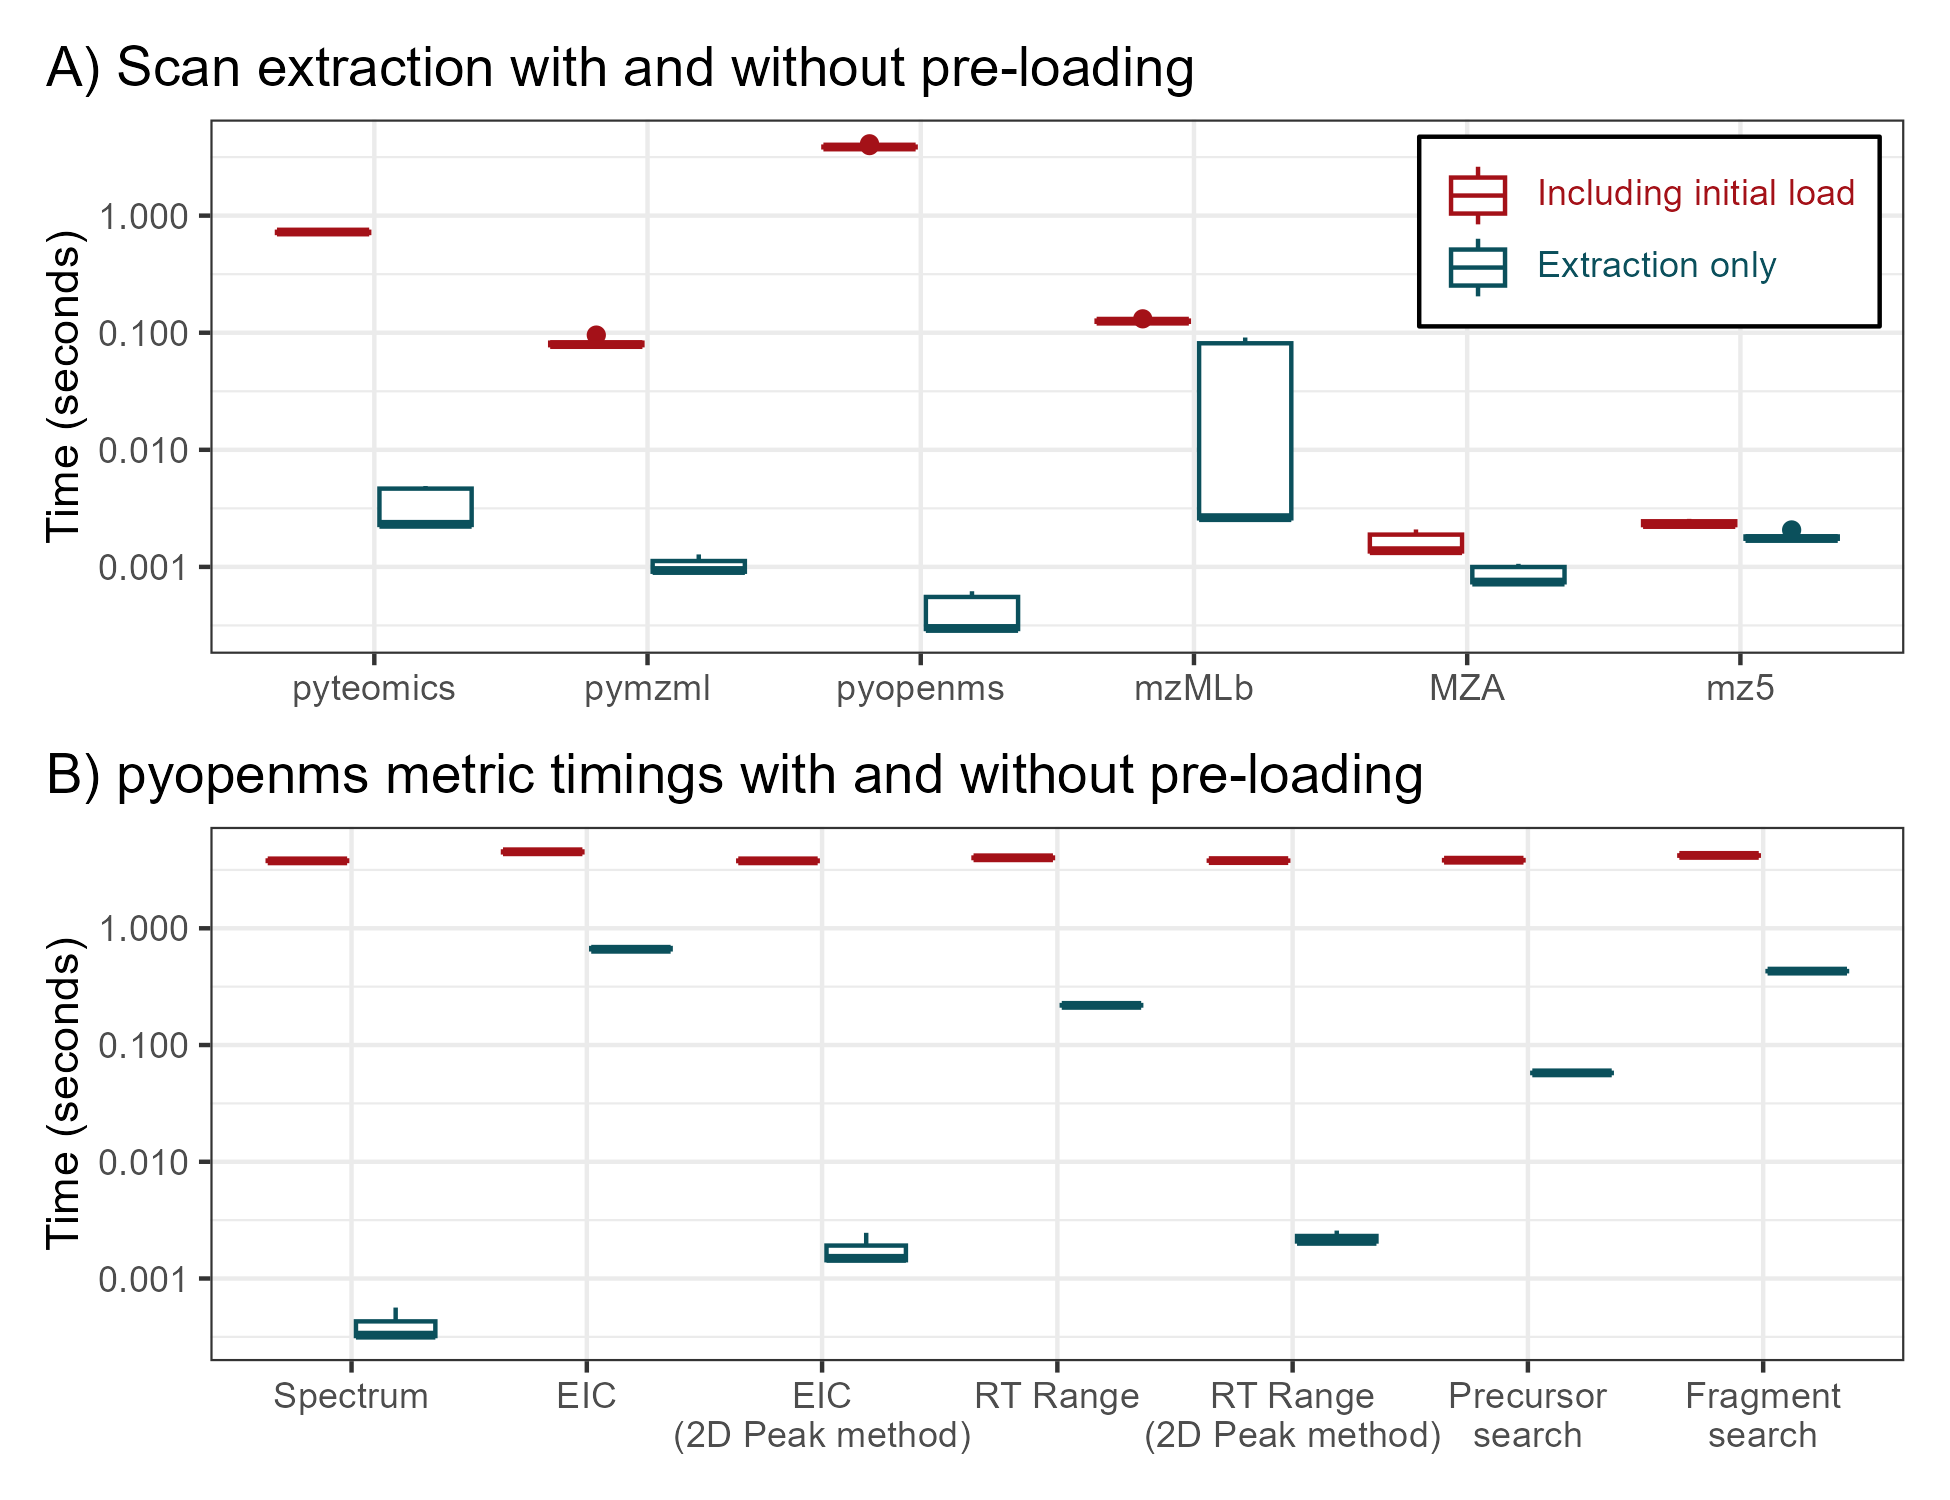 A) Scan extraction with and without pre-loading
Time (seconds)
1.000
0.100
0.010
0.001
Including initial load
Extraction only
pyteomics pymzml pyopenms mzMLb MZA mz5
B) pyopenms metric timings with and without pre-loading
Time (seconds)
1.000
0.100
0.010
0.001
Spectrum EIC EIC RT Range RT Range Precursor Fragment
(2D Peak method) (2D Peak method) search search